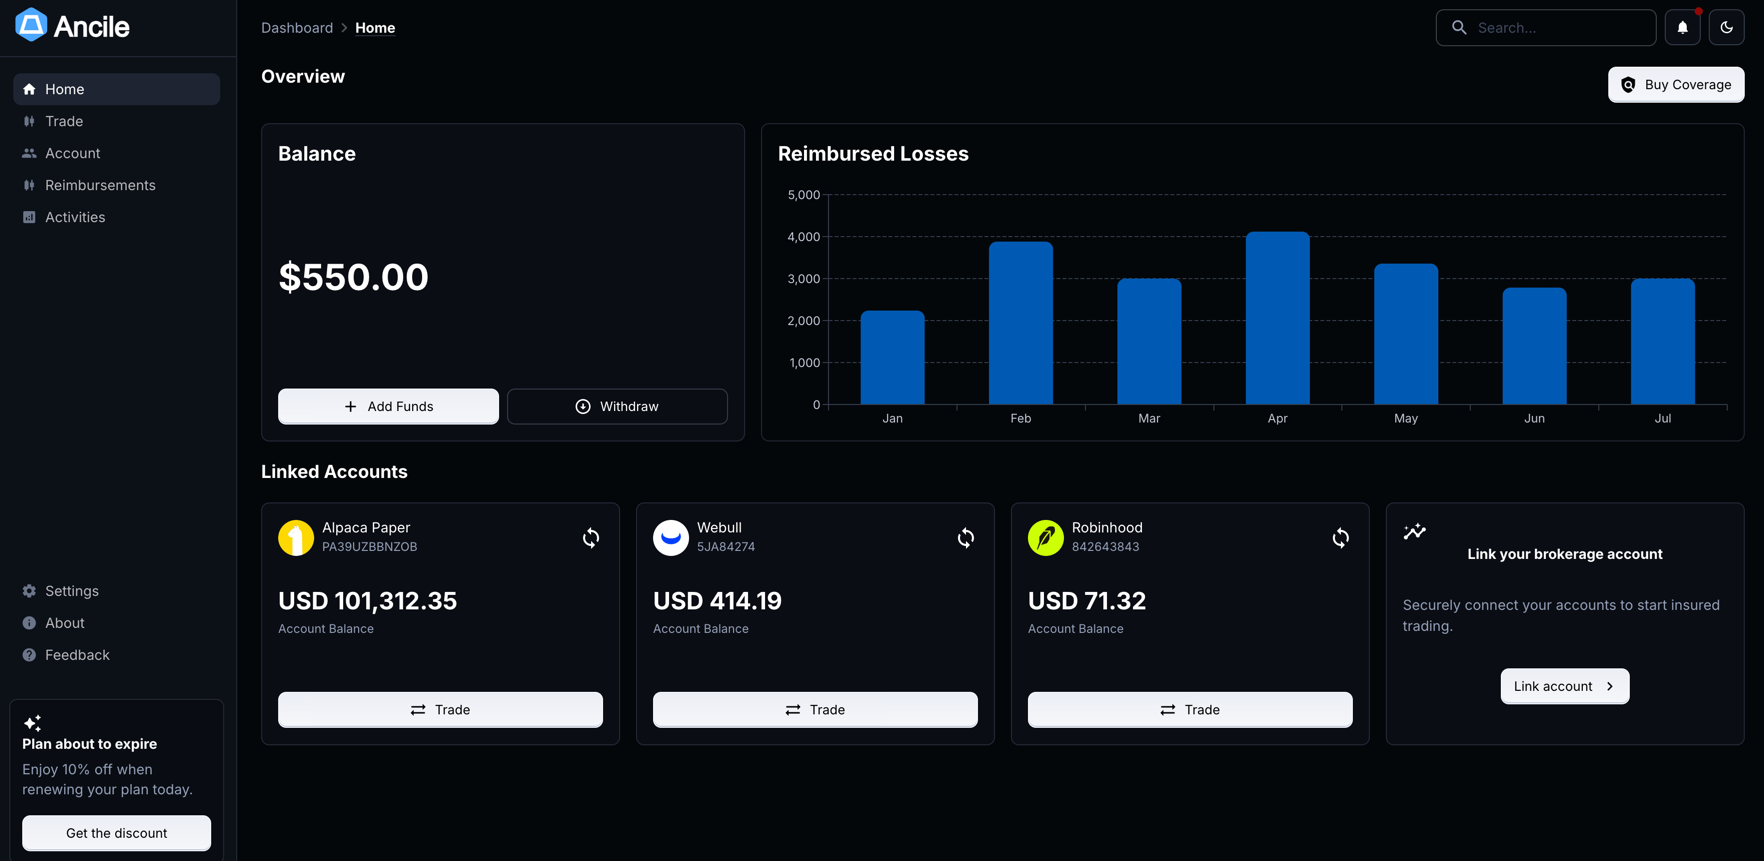 Ancile
Home
Trade
Account
Reimbursements
Activities
Settings
About
Feedback
Plan about to expire
Enjoy 10% off when
renewing your plan today.
Get the discount
Dashboard > Home
Search...
Overview
Buy Coverage
Balance
$550.00
Add Funds
Withdraw
Reimbursed Losses
5,000
4,000
3,000
2,000
1,000
0
Jan Feb Mar Apr May Jun Jul
Linked Accounts
Alpaca Paper
PA39UZBBNZOB
USD 101,312.35
Account Balance
Trade
Webull
5JA84274
USD 414.19
Account Balance
Trade
Robinhood
842643843
USD 71.32
Account Balance
Trade
Link your brokerage account
Securely connect your accounts to start insured
trading.
Link account